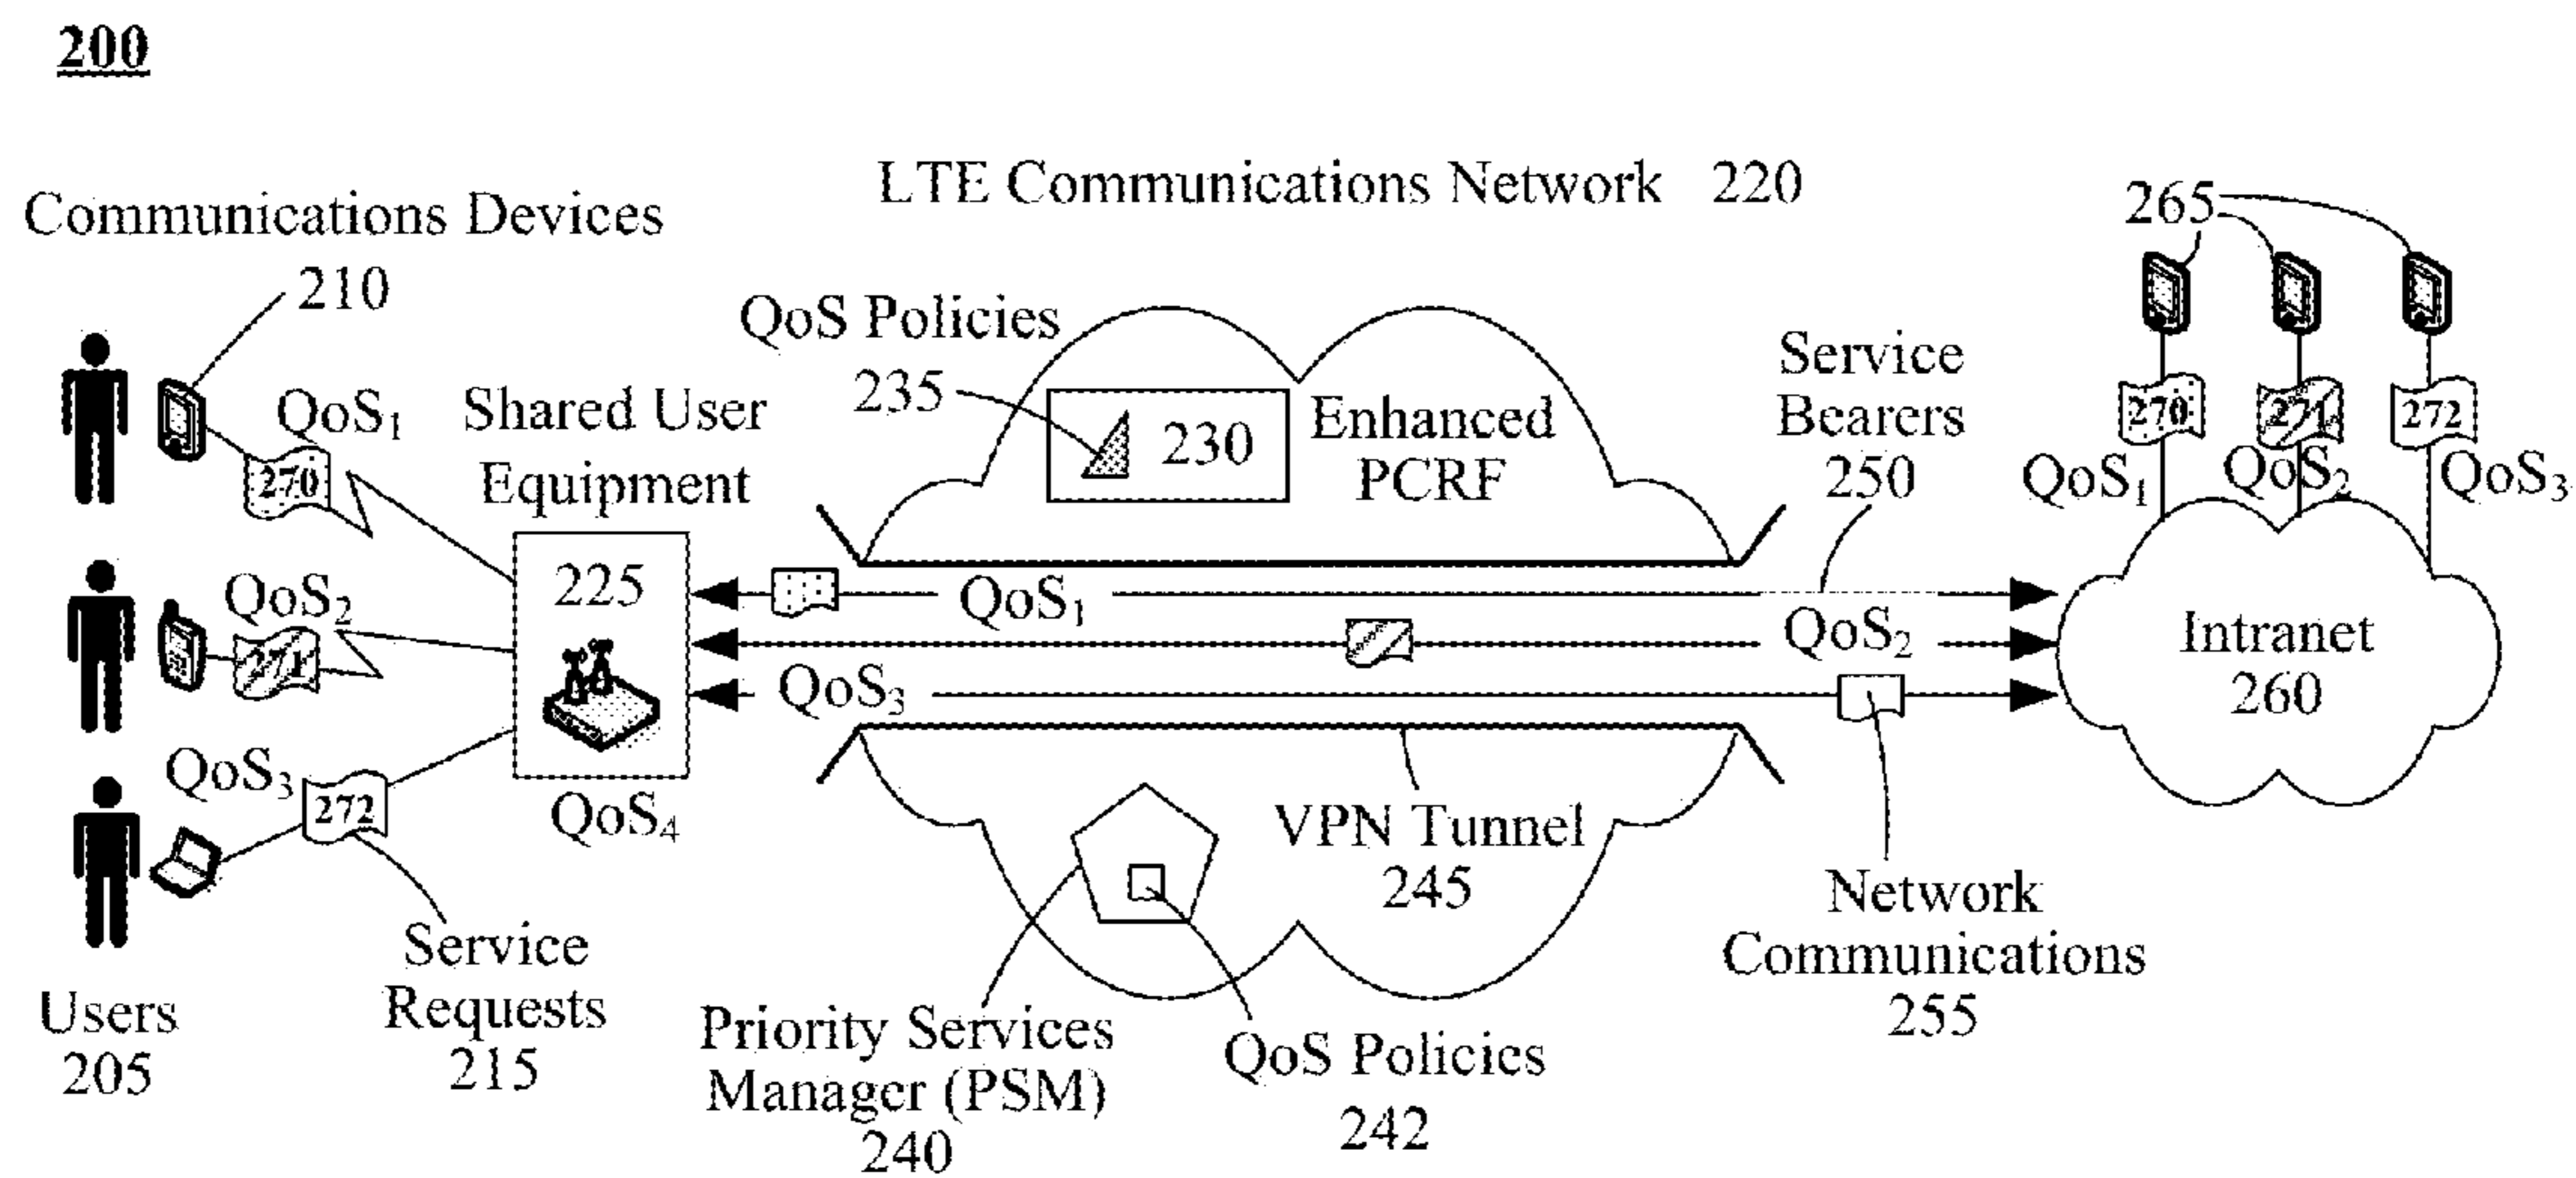 200
LTE Communications Network 220
Communications Devices
210
265
QoS Policies
235
230
Enhanced
PCRF
Service
Bearers
250
QoS1
270
Shared User
Equipment
225
QoS4
QoS2
271
QoS3
272
Service
Requests
215
Users
205
QoS1
QoS2
QoS3
VPN Tunnel
245
Priority Services
Manager (PSM)
240
QoS Policies
242
Network
Communications
255
270
271
272
QoS1
QoS2
QoS3
Intranet
260